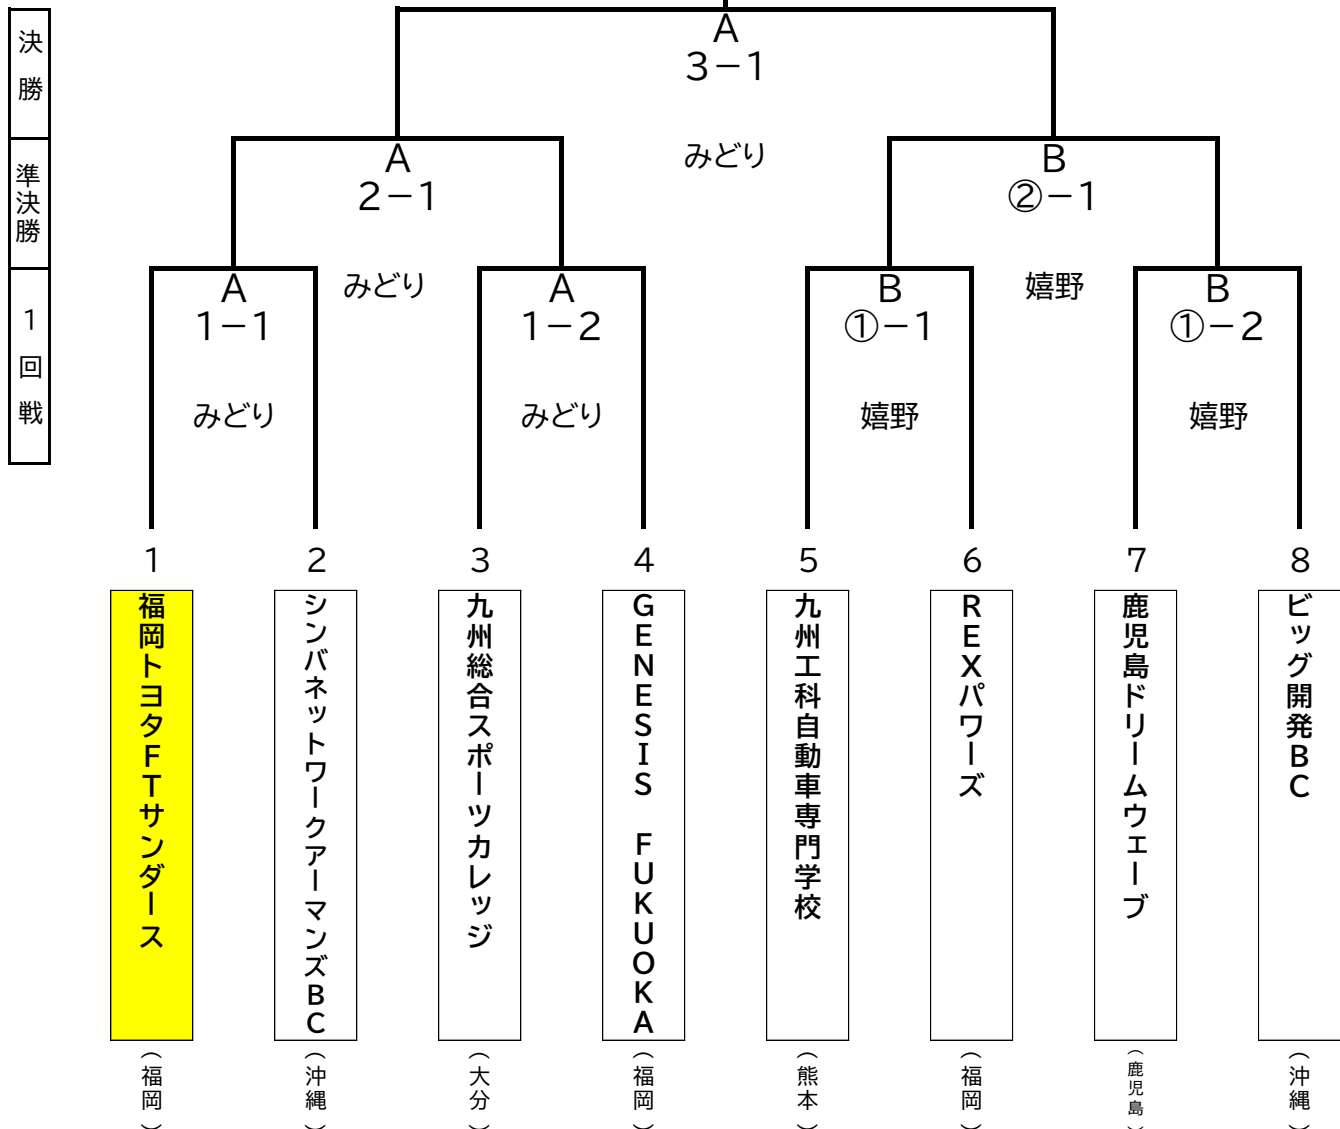 決勝
準決勝
1回戦
A
3-1
みどり
A
2-1
みどり
B
②-1
嬉野
A
1-1
みどり
A
1-2
みどり
B
①-1
嬉野
B
①-2
嬉野
1
2
3
4
5
6
7
8
福岡トヨタFTサンダース
シンバネットワークアーマンズBC
九州総合スポーツカレッジ
GENESIS FUKUOKA
九州工科自動車専門学校
REXパワーズ
鹿児島ドリームウェーブ
ビッグ開発BC
(福岡)
(沖縄)
(大分)
(福岡)
(熊本)
(福岡)
(鹿児島)
(沖縄)